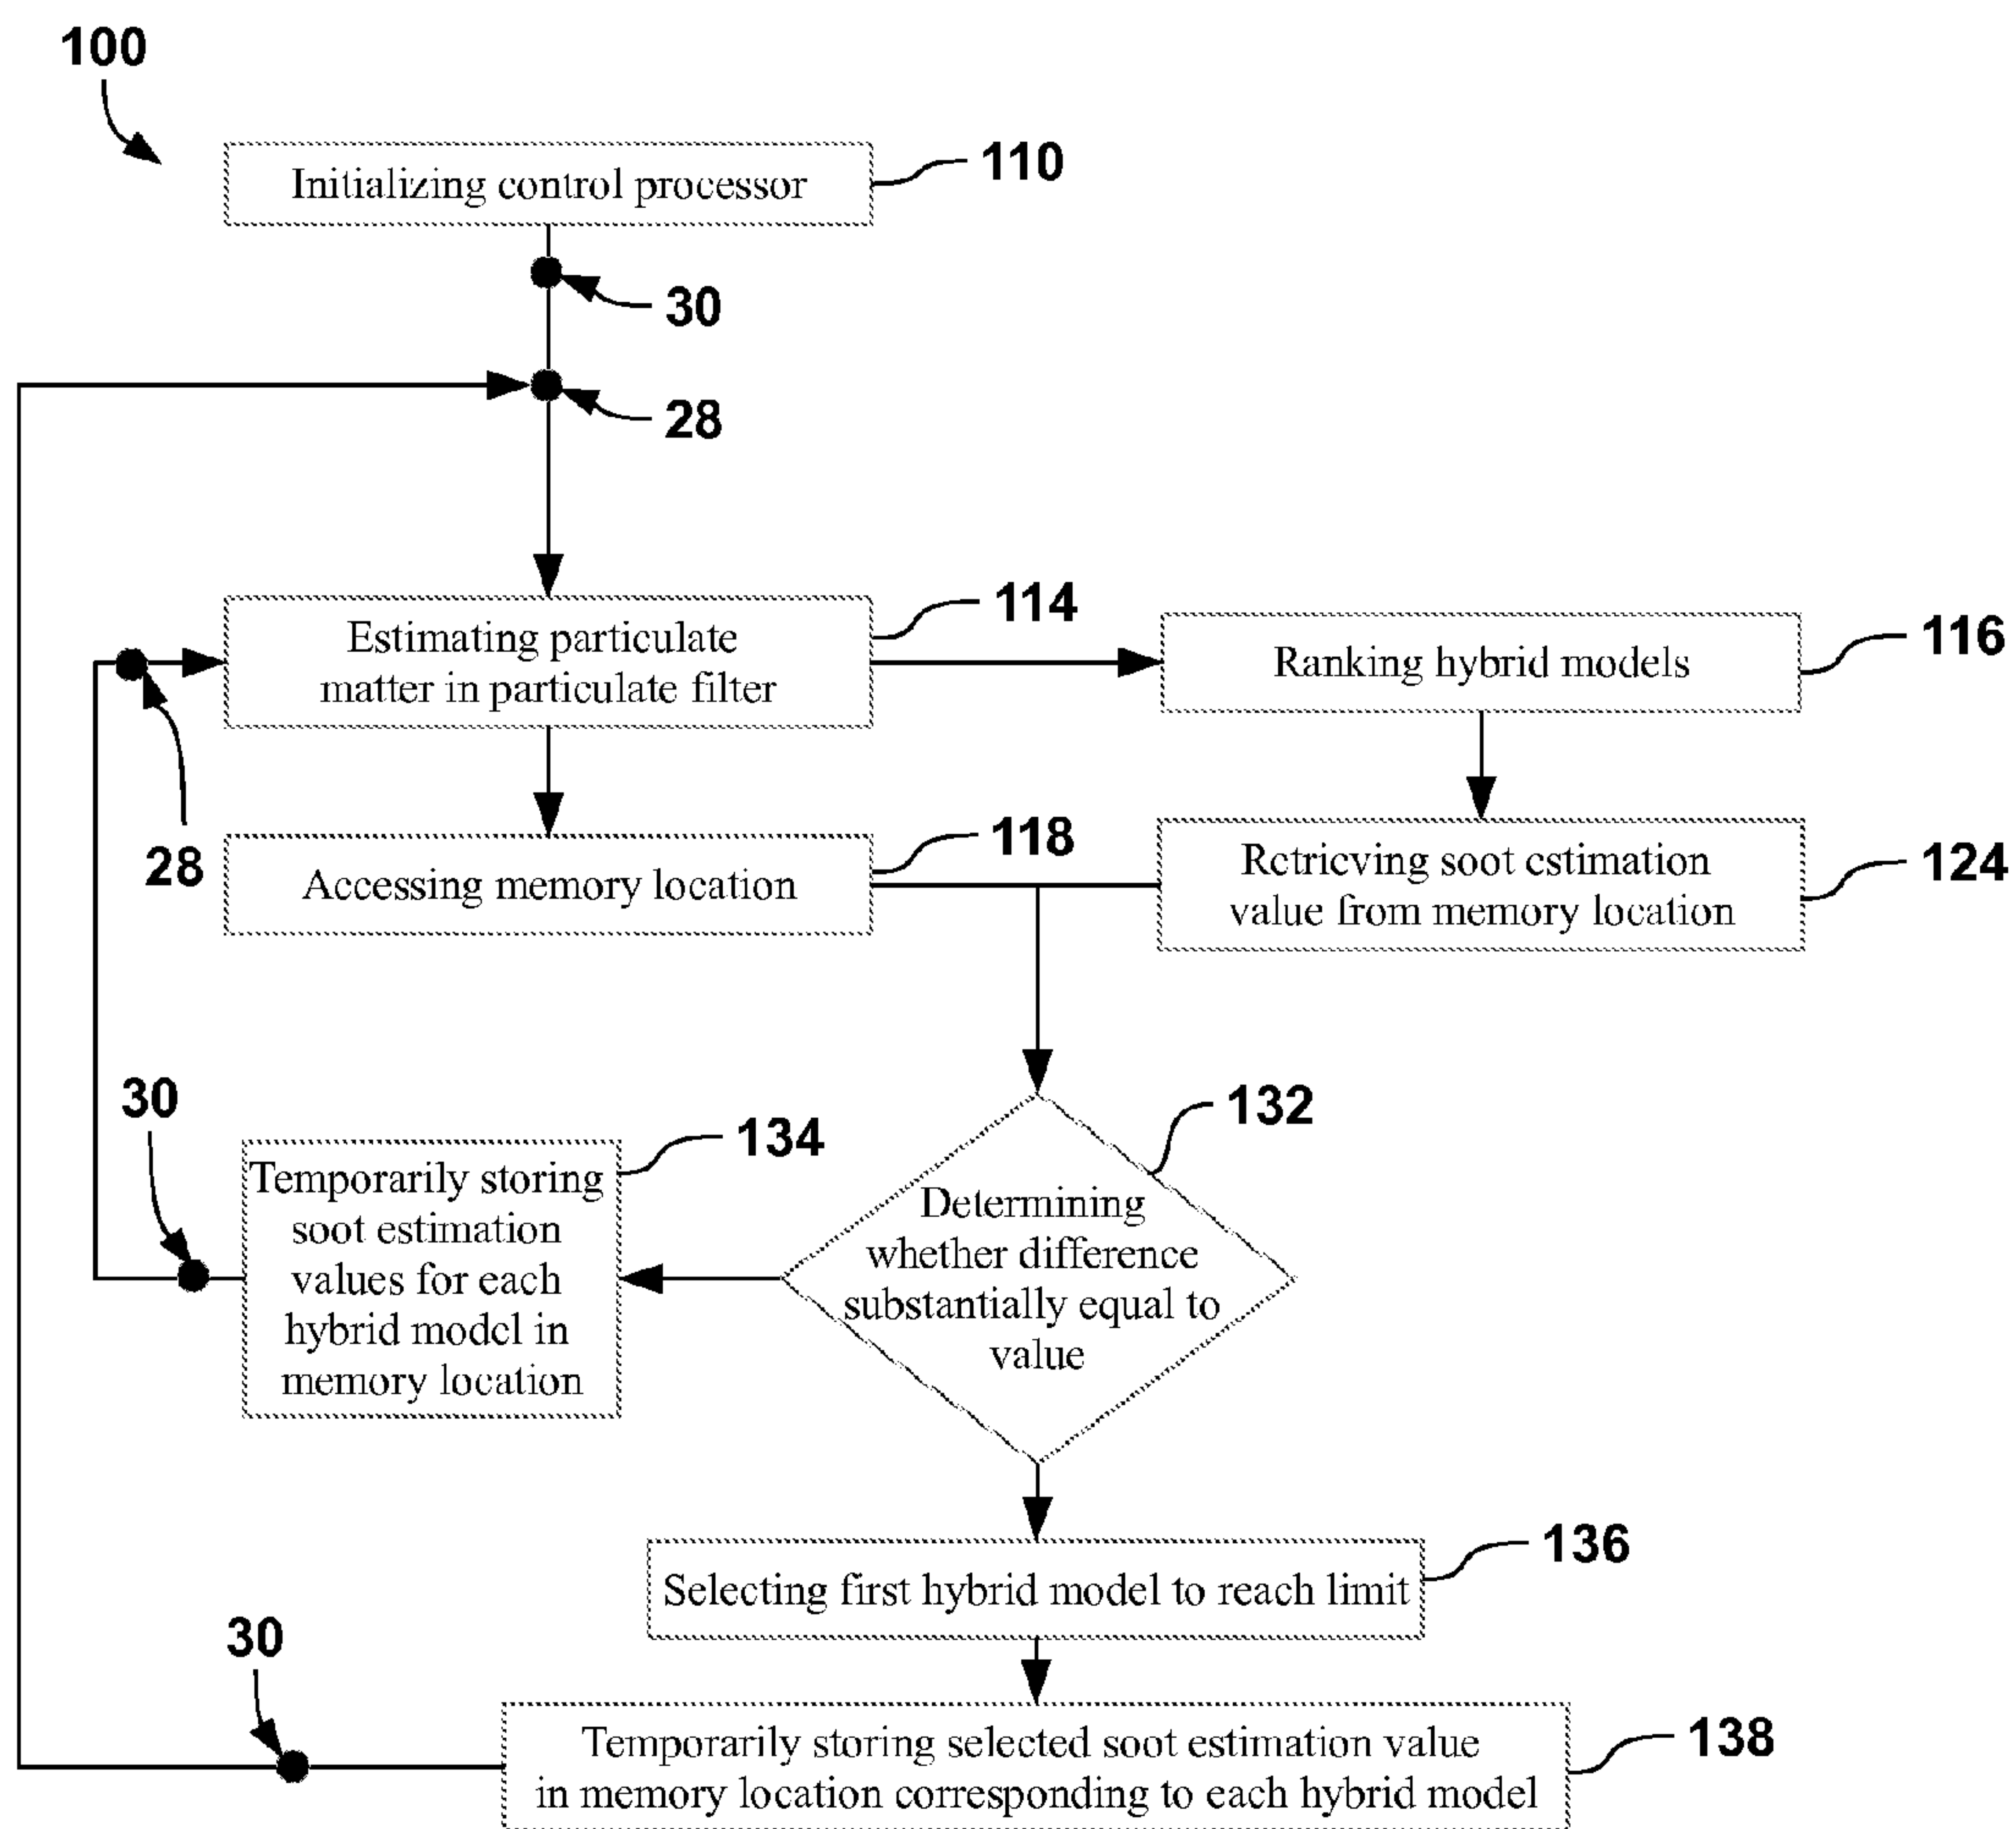 100
Initializing control processor
110
30
28
Estimating particulate
matter in particulate filter
114
Ranking hybrid models
116
28
Accessing memory location
118
Retrieving soot estimation
value from memory location
124
30
Temporarily storing
soot estimation
values for each
hybrid model in
memory location
134
Determining
whether difference
substantially equal to
value
132
Selecting first hybrid model to reach limit
136
30
Temporarily storing selected soot estimation value
in memory location corresponding to each hybrid model
138